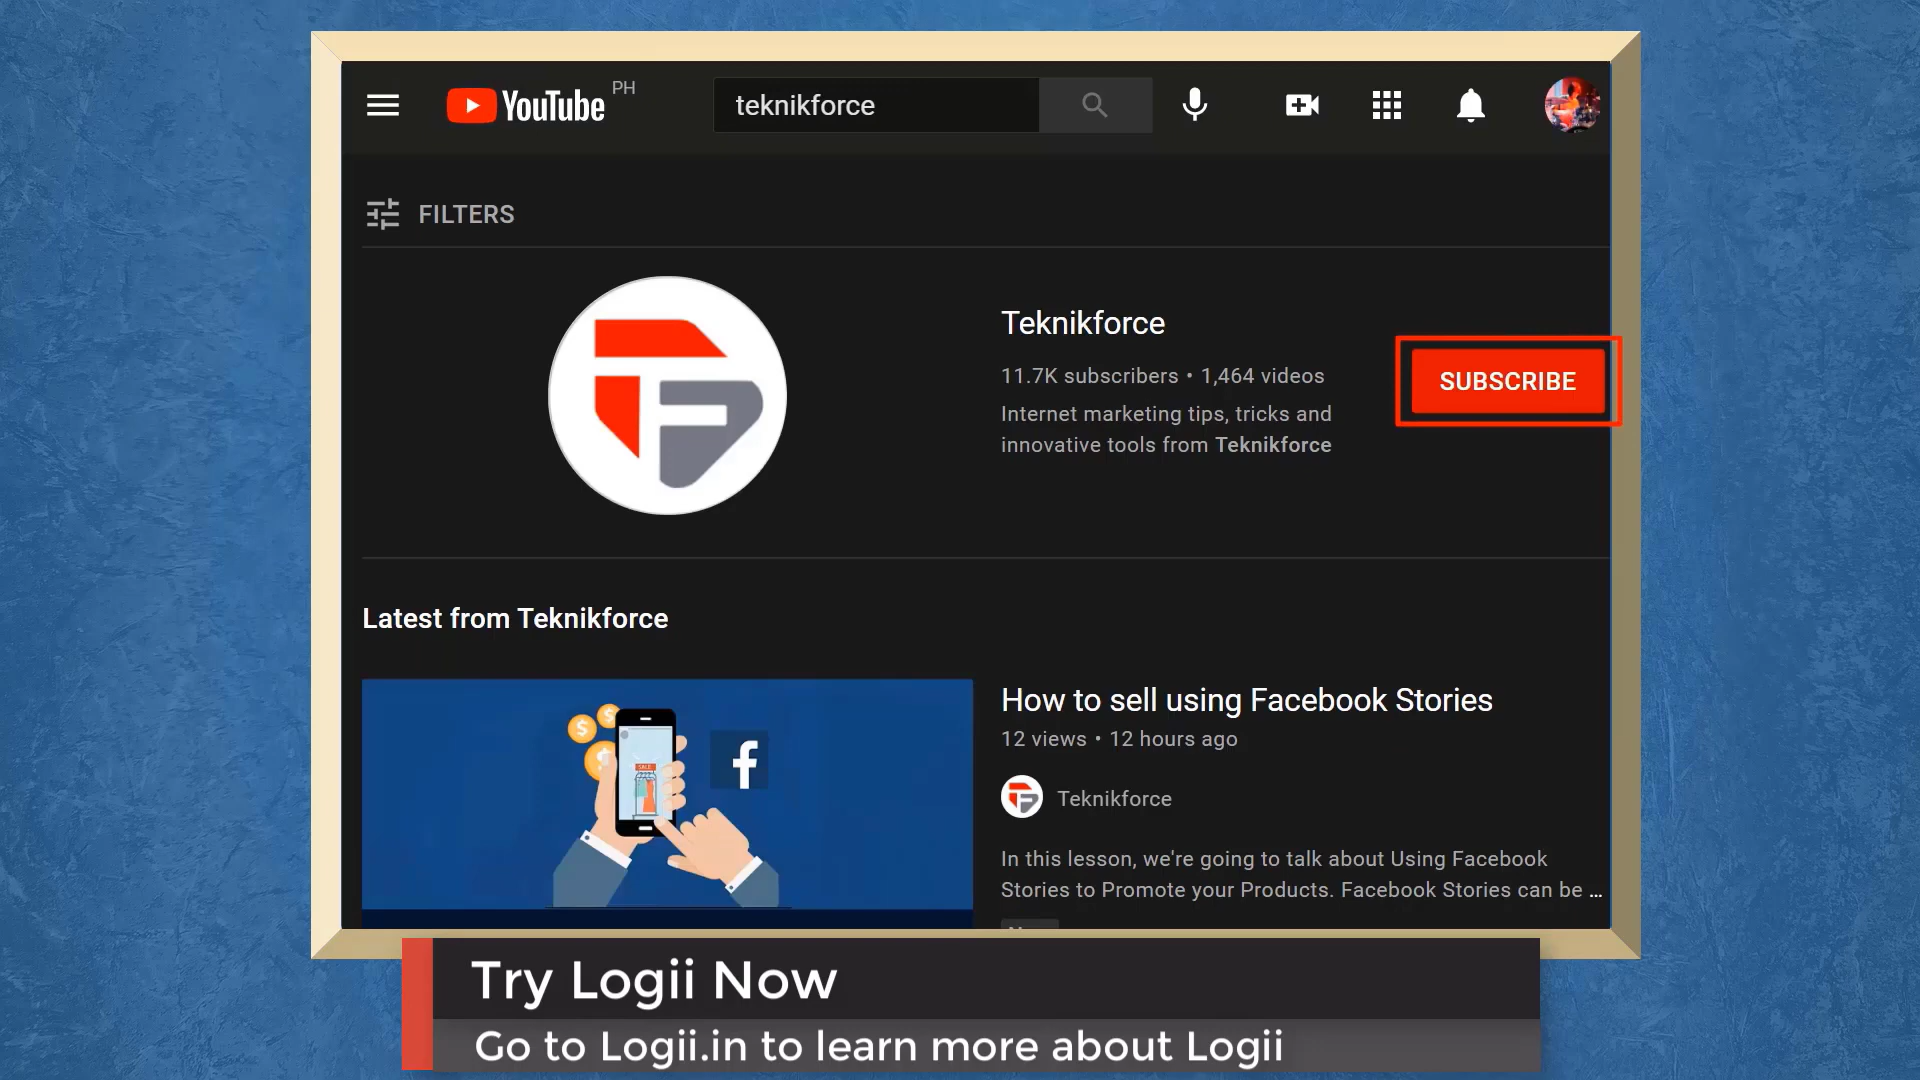 YouTube PH
teknikforce
FILTERS
Teknikforce
11.7K subscribers • 1,464 videos
SUBSCRIBE
Internet marketing tips, tricks and
innovative tools from Teknikforce
Latest from Teknikforce
SALE
How to sell using Facebook Stories
12 views • 12 hours ago
Teknikforce
In this lesson, we're going to talk about Using Facebook
Stories to Promote your Products. Facebook Stories can be ...
Try Logii Now
Go to Logii.in to learn more about Logii